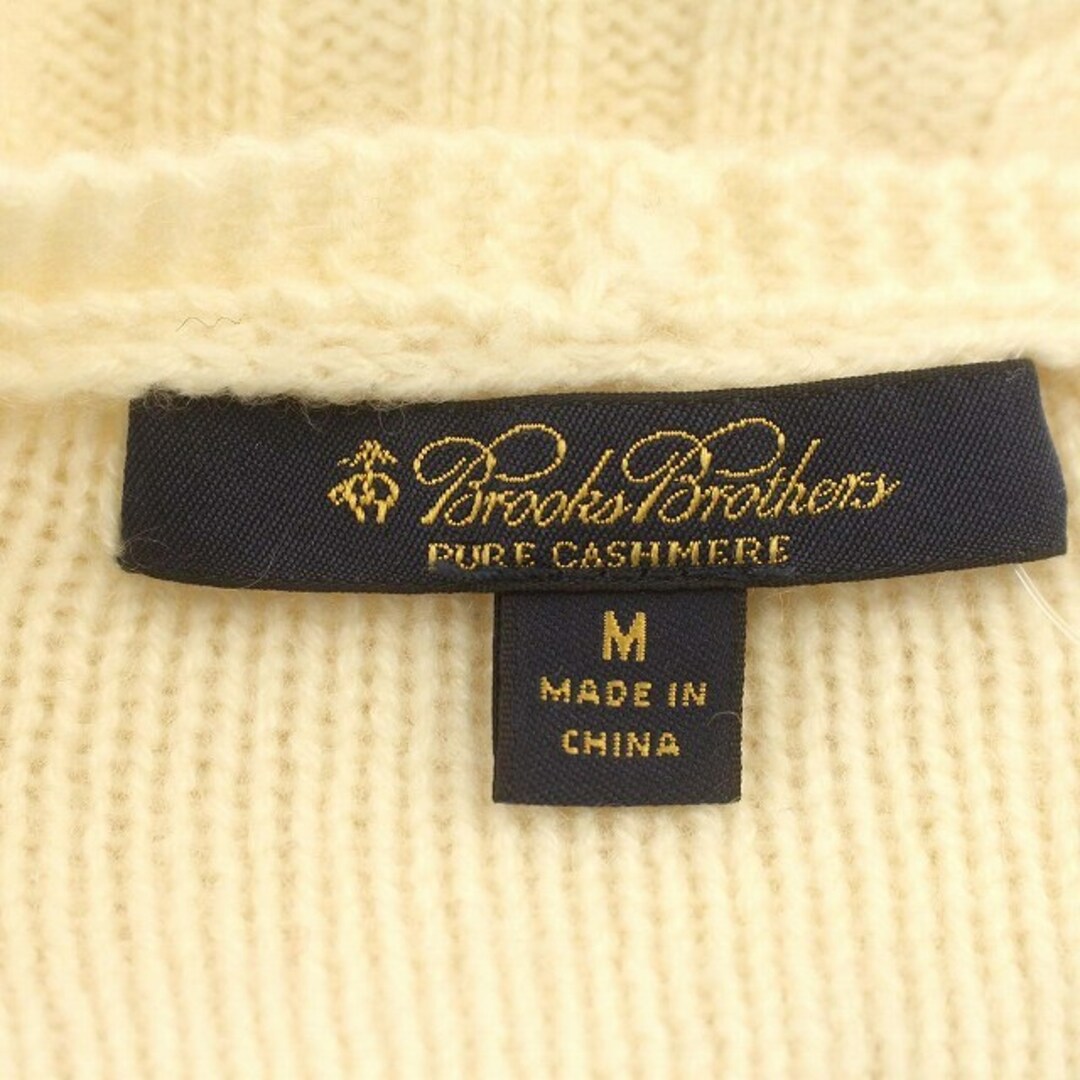 Brooks Brothers
PURE CASHMERE
M
MADE IN
CHINA